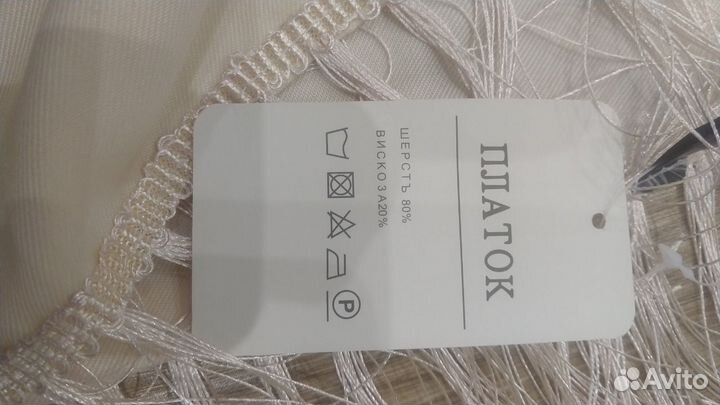 ПЛАТОК
ШЕРСТЬ 80%
ВИСКОЗА20%
P
Avito